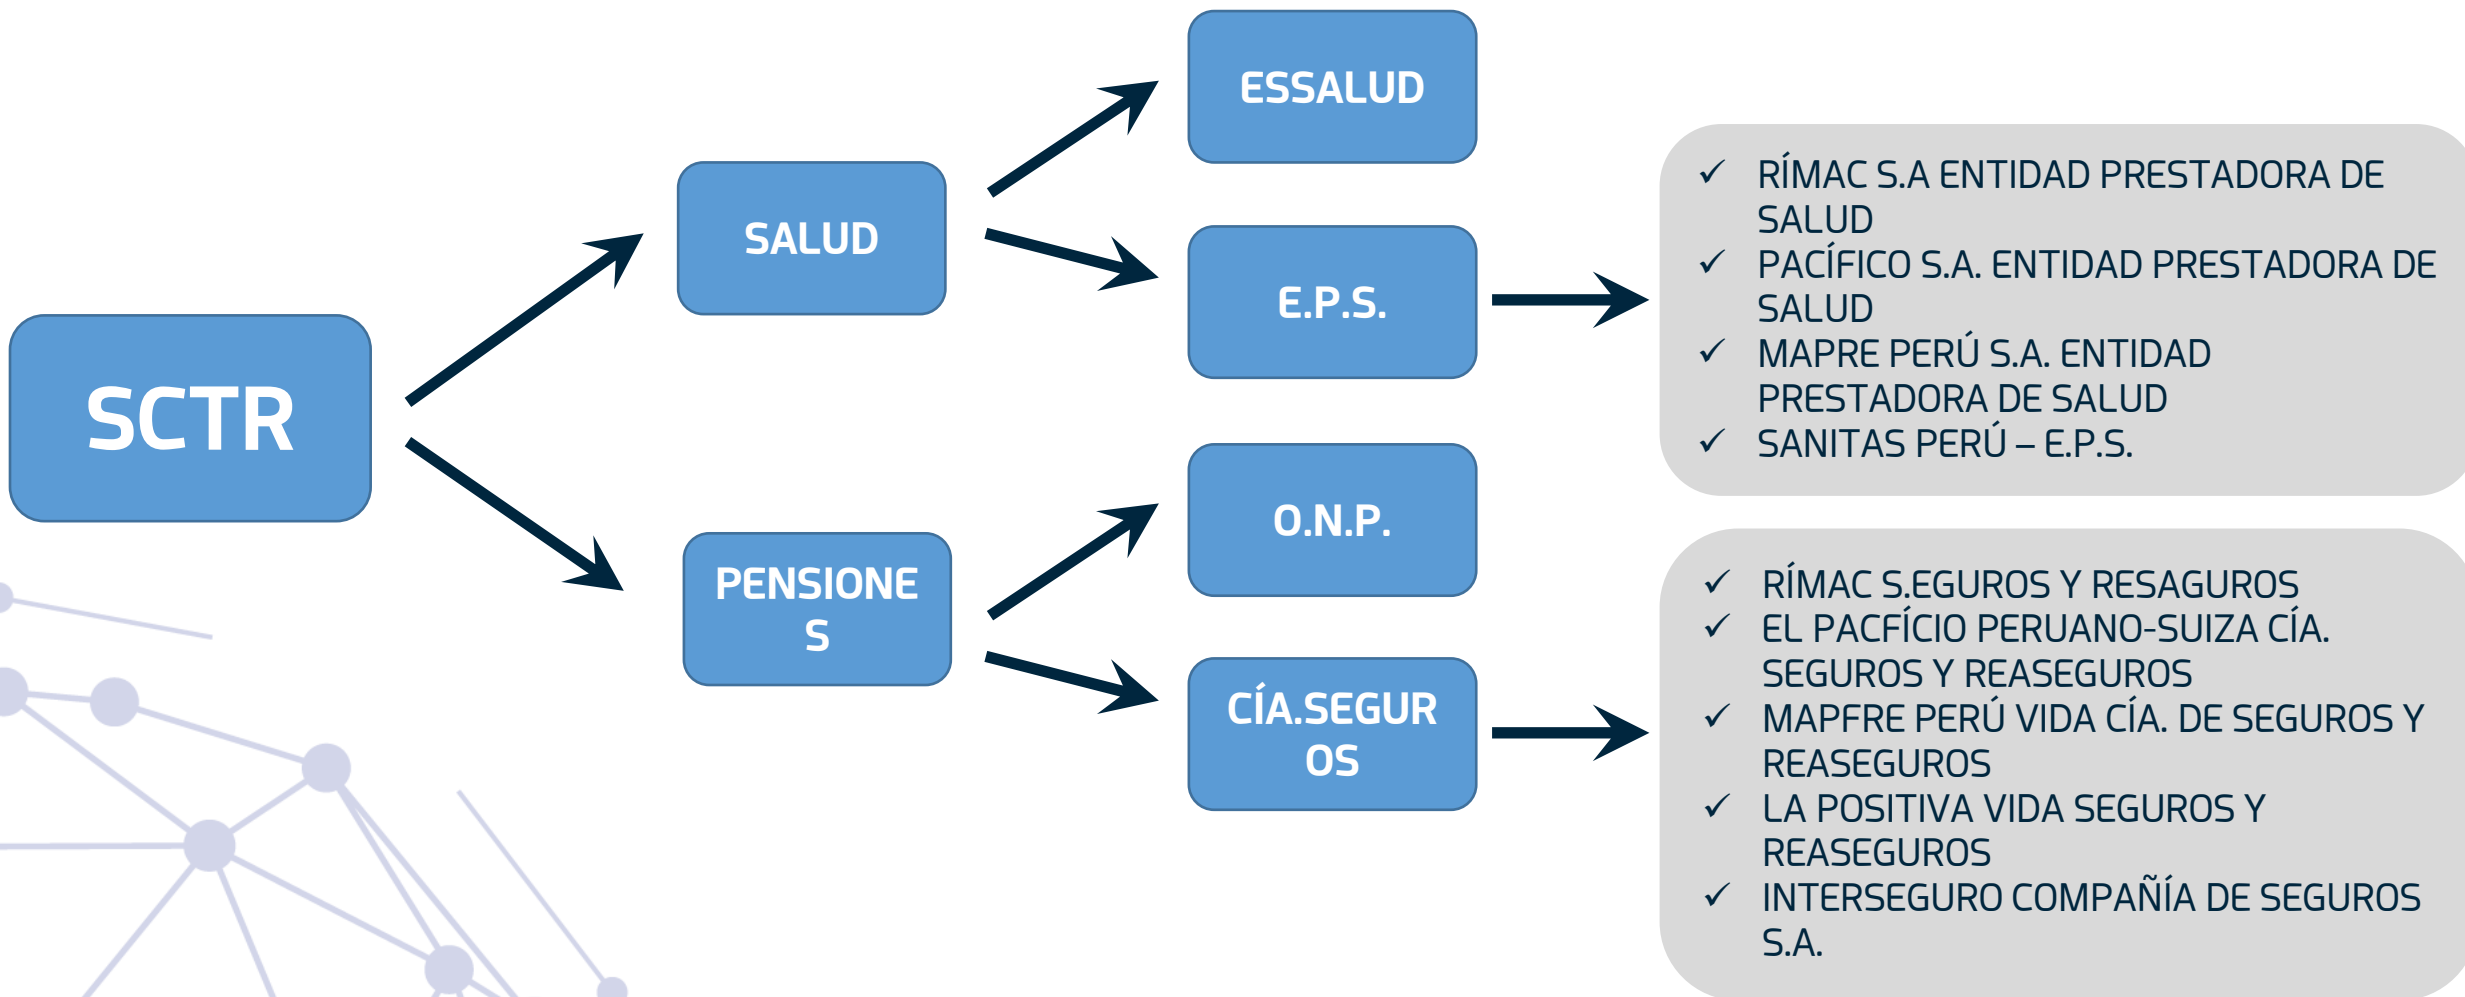 SCTR
SALUD
PENSIONE
S
ESSALUD
E.P.S.
O.N.P.
CÍA.SEGUR
OS
✓ RÍMAC S.A ENTIDAD PRESTADORA DE
SALUD
✓ PACÍFICO S.A. ENTIDAD PRESTADORA DE
SALUD
✓ MAPRE PERÚ S.A. ENTIDAD
PRESTADORA DE SALUD
✓ SANITAS PERÚ – E.P.S.
✓ RÍMAC S.EGUROS Y RESAGUROS
✓ EL PACFÍCIO PERUANO-SUIZA CÍA.
SEGUROS Y REASEGUROS
✓ MAPFRE PERÚ VIDA CÍA. DE SEGUROS Y
REASEGUROS
✓ LA POSITIVA VIDA SEGUROS Y
REASEGUROS
✓ INTERSEGURO COMPAÑÍA DE SEGUROS
S.A.